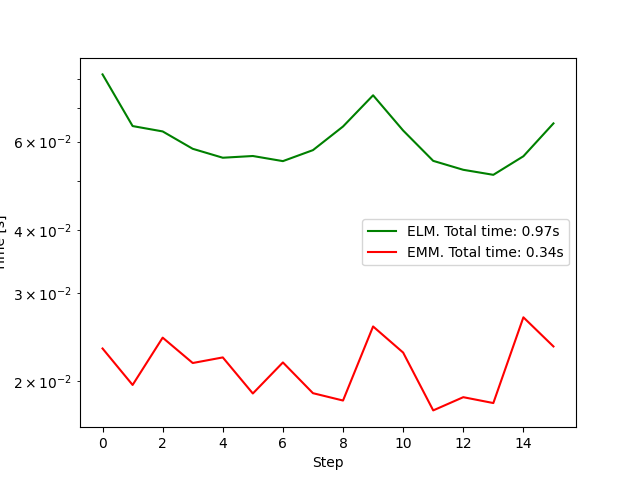 6 × 10⁻²
4 × 10⁻²
3 × 10⁻²
2 × 10⁻²
Time [s]
ELM. Total time: 0.97s
EMM. Total time: 0.34s
0 2 4 6 8 10 12 14
Step